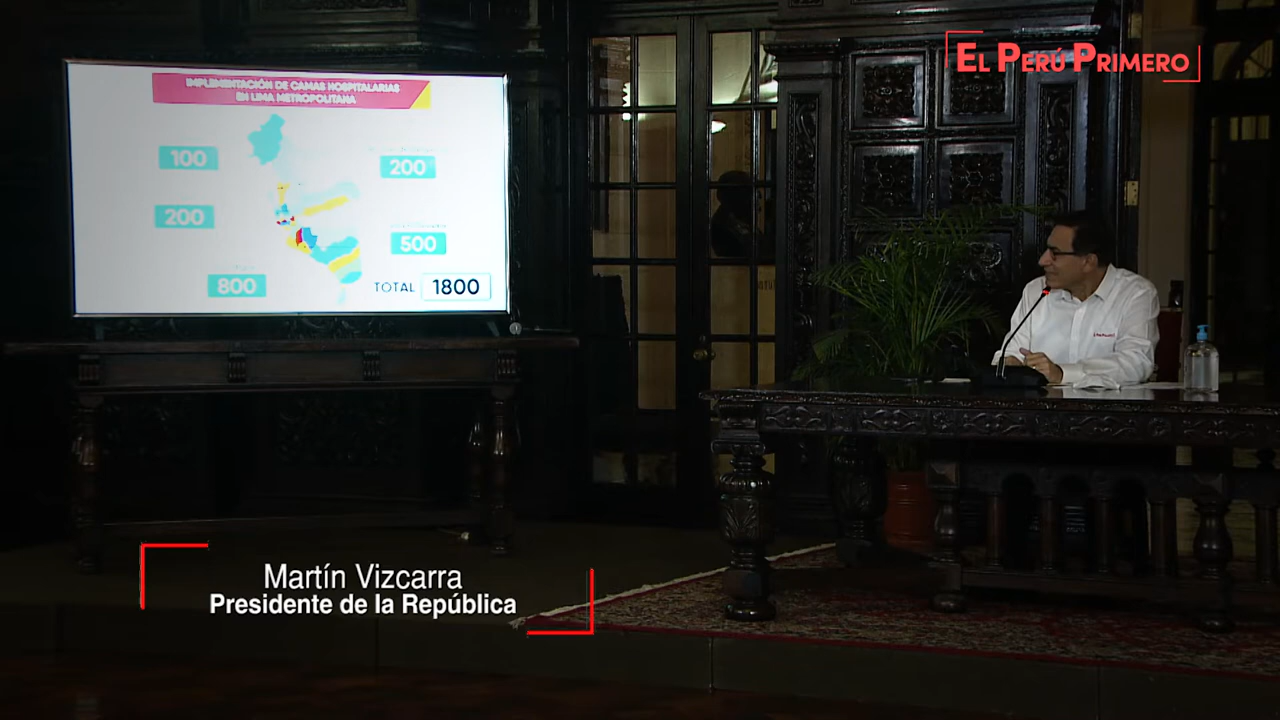 IMPLEMENTACIÓN DE CAMAS HOSPITALARIAS
EN LIMA METROPOLITANA
100
200
200
500
800
TOTAL 1800
EL PERÚ PRIMERO
Martín Vizcarra
Presidente de la República